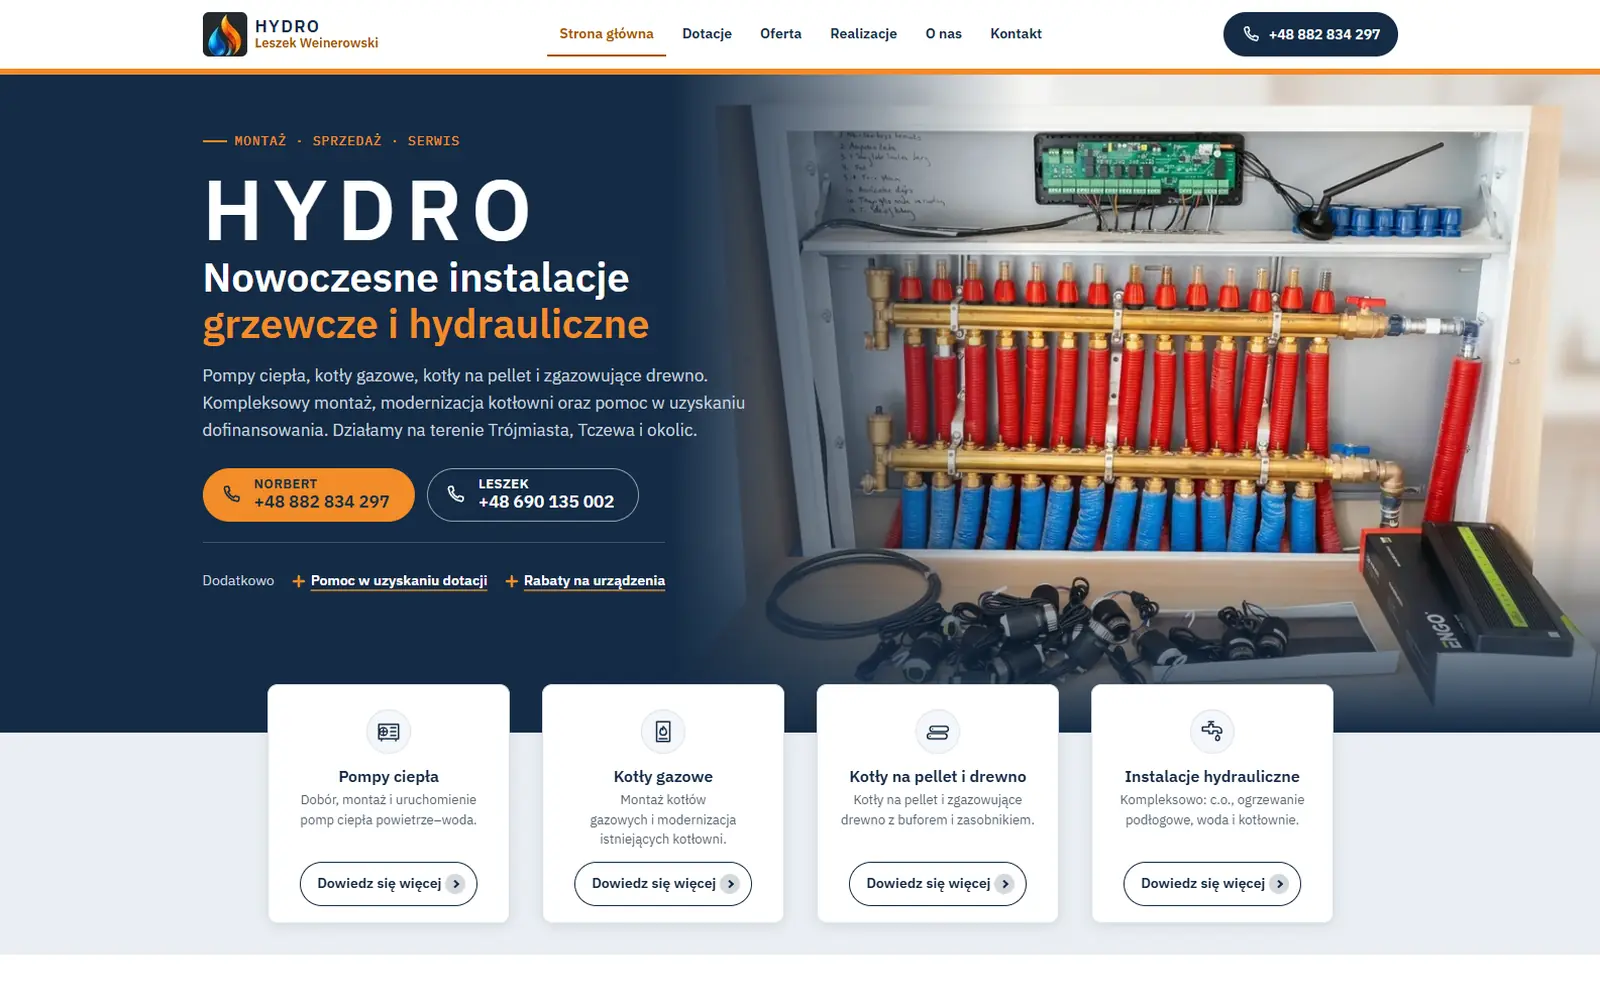 HYDRO
Leszek Weinerowski
Strona główna
Dotacje
Oferta
Realizacje
O nas
Kontakt
+48 882 834 297
MONTAŻ · SPRZEDAŻ · SERWIS
HYDRO
Nowoczesne instalacje
grzewcze i hydrauliczne
Pompy ciepła, kotły gazowe, kotły na pellet i zgazowujące drewno.
Kompleksowy montaż, modernizacja kotłowni oraz pomoc w uzyskaniu
dofinansowania. Działamy na terenie Trójmiasta, Tczewa i okolic.
NORBERT
+48 882 834 297
LESZEK
+48 690 135 002
Dodatkowo
Pomoc w uzyskaniu dotacji
Rabaty na urządzenia
ENGO
Pompy ciepła
Dobór, montaż i uruchomienie
pomp ciepła powietrze–woda.
Dowiedz się więcej
Kotły gazowe
Montaż kotłów
gazowych i modernizacja
istniejących kotłowni.
Dowiedz się więcej
Kotły na pellet i drewno
Kotły na pellet i zgazowujące
drewno z buforem i zasobnikiem.
Dowiedz się więcej
Instalacje hydrauliczne
Kompleksowo: c.o., ogrzewanie
podłogowe, woda i kotłownie.
Dowiedz się więcej